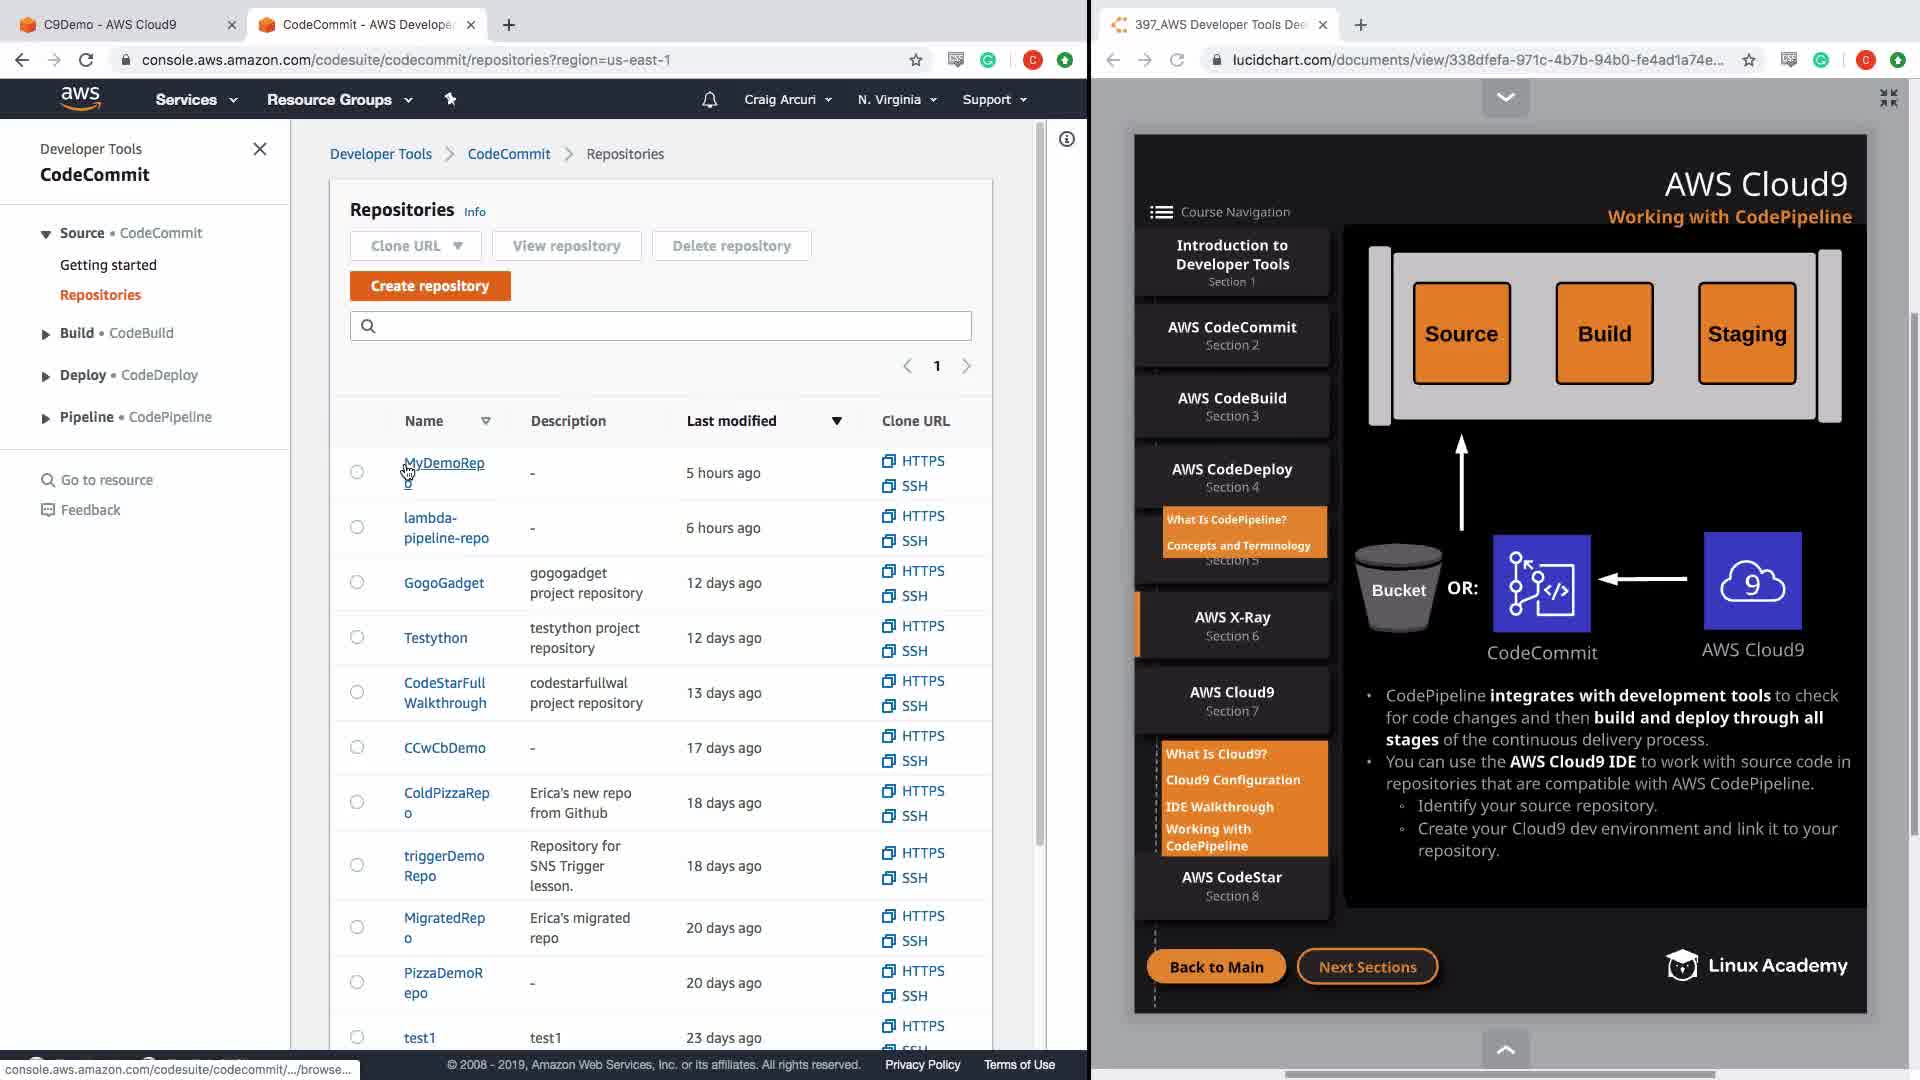 C9Demo - AWS Cloud9
CodeCommit - AWS Developer
console.aws.amazon.com/codesuite/codecommit/repositories?region=us-east-1
aws
Services
Resource Groups
Craig Arcuri
N. Virginia
Support
Developer Tools
CodeCommit
Source • CodeCommit
Getting started
Repositories
Build • CodeBuild
Deploy • CodeDeploy
Pipeline • CodePipeline
Go to resource
Feedback
Developer Tools > CodeCommit > Repositories
Repositories Info
Clone URL
View repository
Delete repository
Create repository
1
Name Description Last modified Clone URL
MyDemoRep
o
-
5 hours ago
HTTPS
SSH
lambda-
pipeline-repo
-
6 hours ago
HTTPS
SSH
GogoGadget
gogogadget
project repository
12 days ago
HTTPS
SSH
Testython
testython project
repository
12 days ago
HTTPS
SSH
CodeStarFull
Walkthrough
codestarfullwal
project repository
13 days ago
HTTPS
SSH
CCwCbDemo
-
17 days ago
HTTPS
SSH
ColdPizzaRep
o
Erica's new repo
from Github
18 days ago
HTTPS
SSH
triggerDemo
Repo
Repository for
SNS Trigger
lesson.
18 days ago
HTTPS
SSH
MigratedRep
o
Erica's migrated
repo
20 days ago
HTTPS
SSH
PizzaDemoR
epo
-
20 days ago
HTTPS
SSH
test1
test1
23 days ago
HTTPS
console.aws.amazon.com/codesuite/codecommit/.../browse...
© 2008 - 2019, Amazon Web Services, Inc. or its affiliates. All rights reserved.
Privacy Policy
Terms of Use
397_AWS Developer Tools Dee
lucidchart.com/documents/view/338dfefa-971c-4b7b-94b0-fe4ad1a74e...
AWS Cloud9
Working with CodePipeline
Course Navigation
Introduction to
Developer Tools
Section 1
AWS CodeCommit
Section 2
AWS CodeBuild
Section 3
AWS CodeDeploy
Section 4
What Is CodePipeline?
Concepts and Terminology
Section 5
AWS X-Ray
Section 6
AWS Cloud9
Section 7
What Is Cloud9?
Cloud9 Configuration
IDE Walkthrough
Working with
CodePipeline
AWS CodeStar
Section 8
Back to Main
Next Sections
Source
Build
Staging
Bucket
OR:
9
CodeCommit
AWS Cloud9
• CodePipeline integrates with development tools to check
for code changes and then build and deploy through all
stages of the continuous delivery process.
• You can use the AWS Cloud9 IDE to work with source code in
repositories that are compatible with AWS CodePipeline.
◦ Identify your source repository.
◦ Create your Cloud9 dev environment and link it to your
repository.
Linux Academy